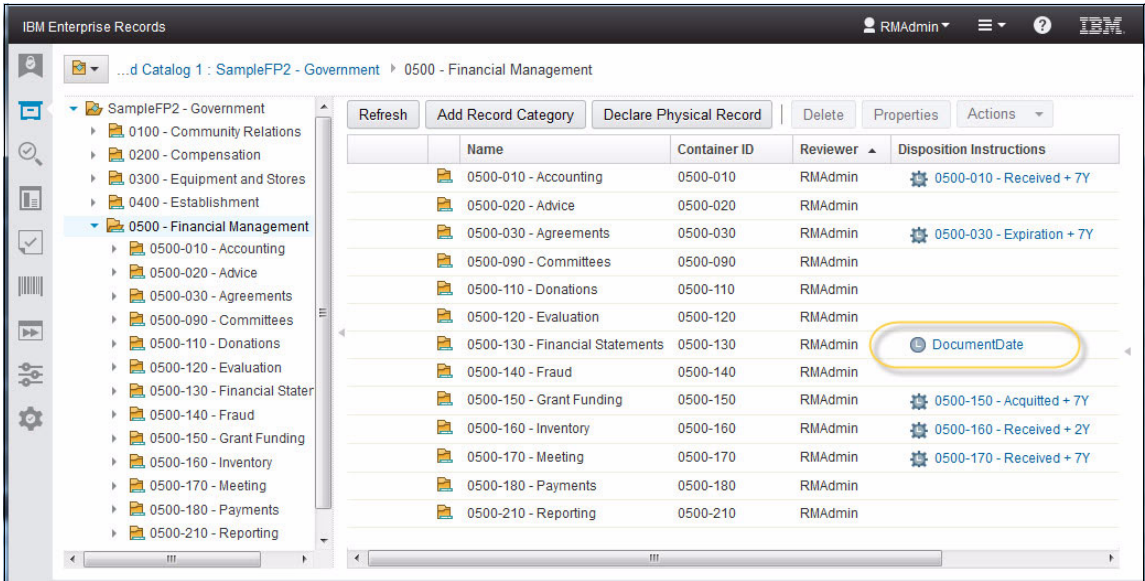 IBM Enterprise Records
RMAdmin
?
IBM.
...d Catalog 1 : SampleFP2 - Government
0500 - Financial Management
SampleFP2 - Government
0100 - Community Relations
0200 - Compensation
0300 - Equipment and Stores
0400 - Establishment
0500 - Financial Management
0500-010 - Accounting
0500-020 - Advice
0500-030 - Agreements
0500-090 - Committees
0500-110 - Donations
0500-120 - Evaluation
0500-130 - Financial Stater
0500-140 - Fraud
0500-150 - Grant Funding
0500-160 - Inventory
0500-170 - Meeting
0500-180 - Payments
0500-210 - Reporting
Refresh Add Record Category Declare Physical Record Delete Properties Actions
Name Container ID Reviewer Disposition Instructions
0500-010 - Accounting 0500-010 RMAdmin 0500-010 - Received + 7Y
0500-020 - Advice 0500-020 RMAdmin
0500-030 - Agreements 0500-030 RMAdmin 0500-030 - Expiration + 7Y
0500-090 - Committees 0500-090 RMAdmin
0500-110 - Donations 0500-110 RMAdmin
0500-120 - Evaluation 0500-120 RMAdmin
0500-130 - Financial Statements 0500-130 RMAdmin DocumentDate
0500-140 - Fraud 0500-140 RMAdmin
0500-150 - Grant Funding 0500-150 RMAdmin 0500-150 - Acquitted + 7Y
0500-160 - Inventory 0500-160 RMAdmin 0500-160 - Received + 2Y
0500-170 - Meeting 0500-170 RMAdmin 0500-170 - Received + 7Y
0500-180 - Payments 0500-180 RMAdmin
0500-210 - Reporting 0500-210 RMAdmin